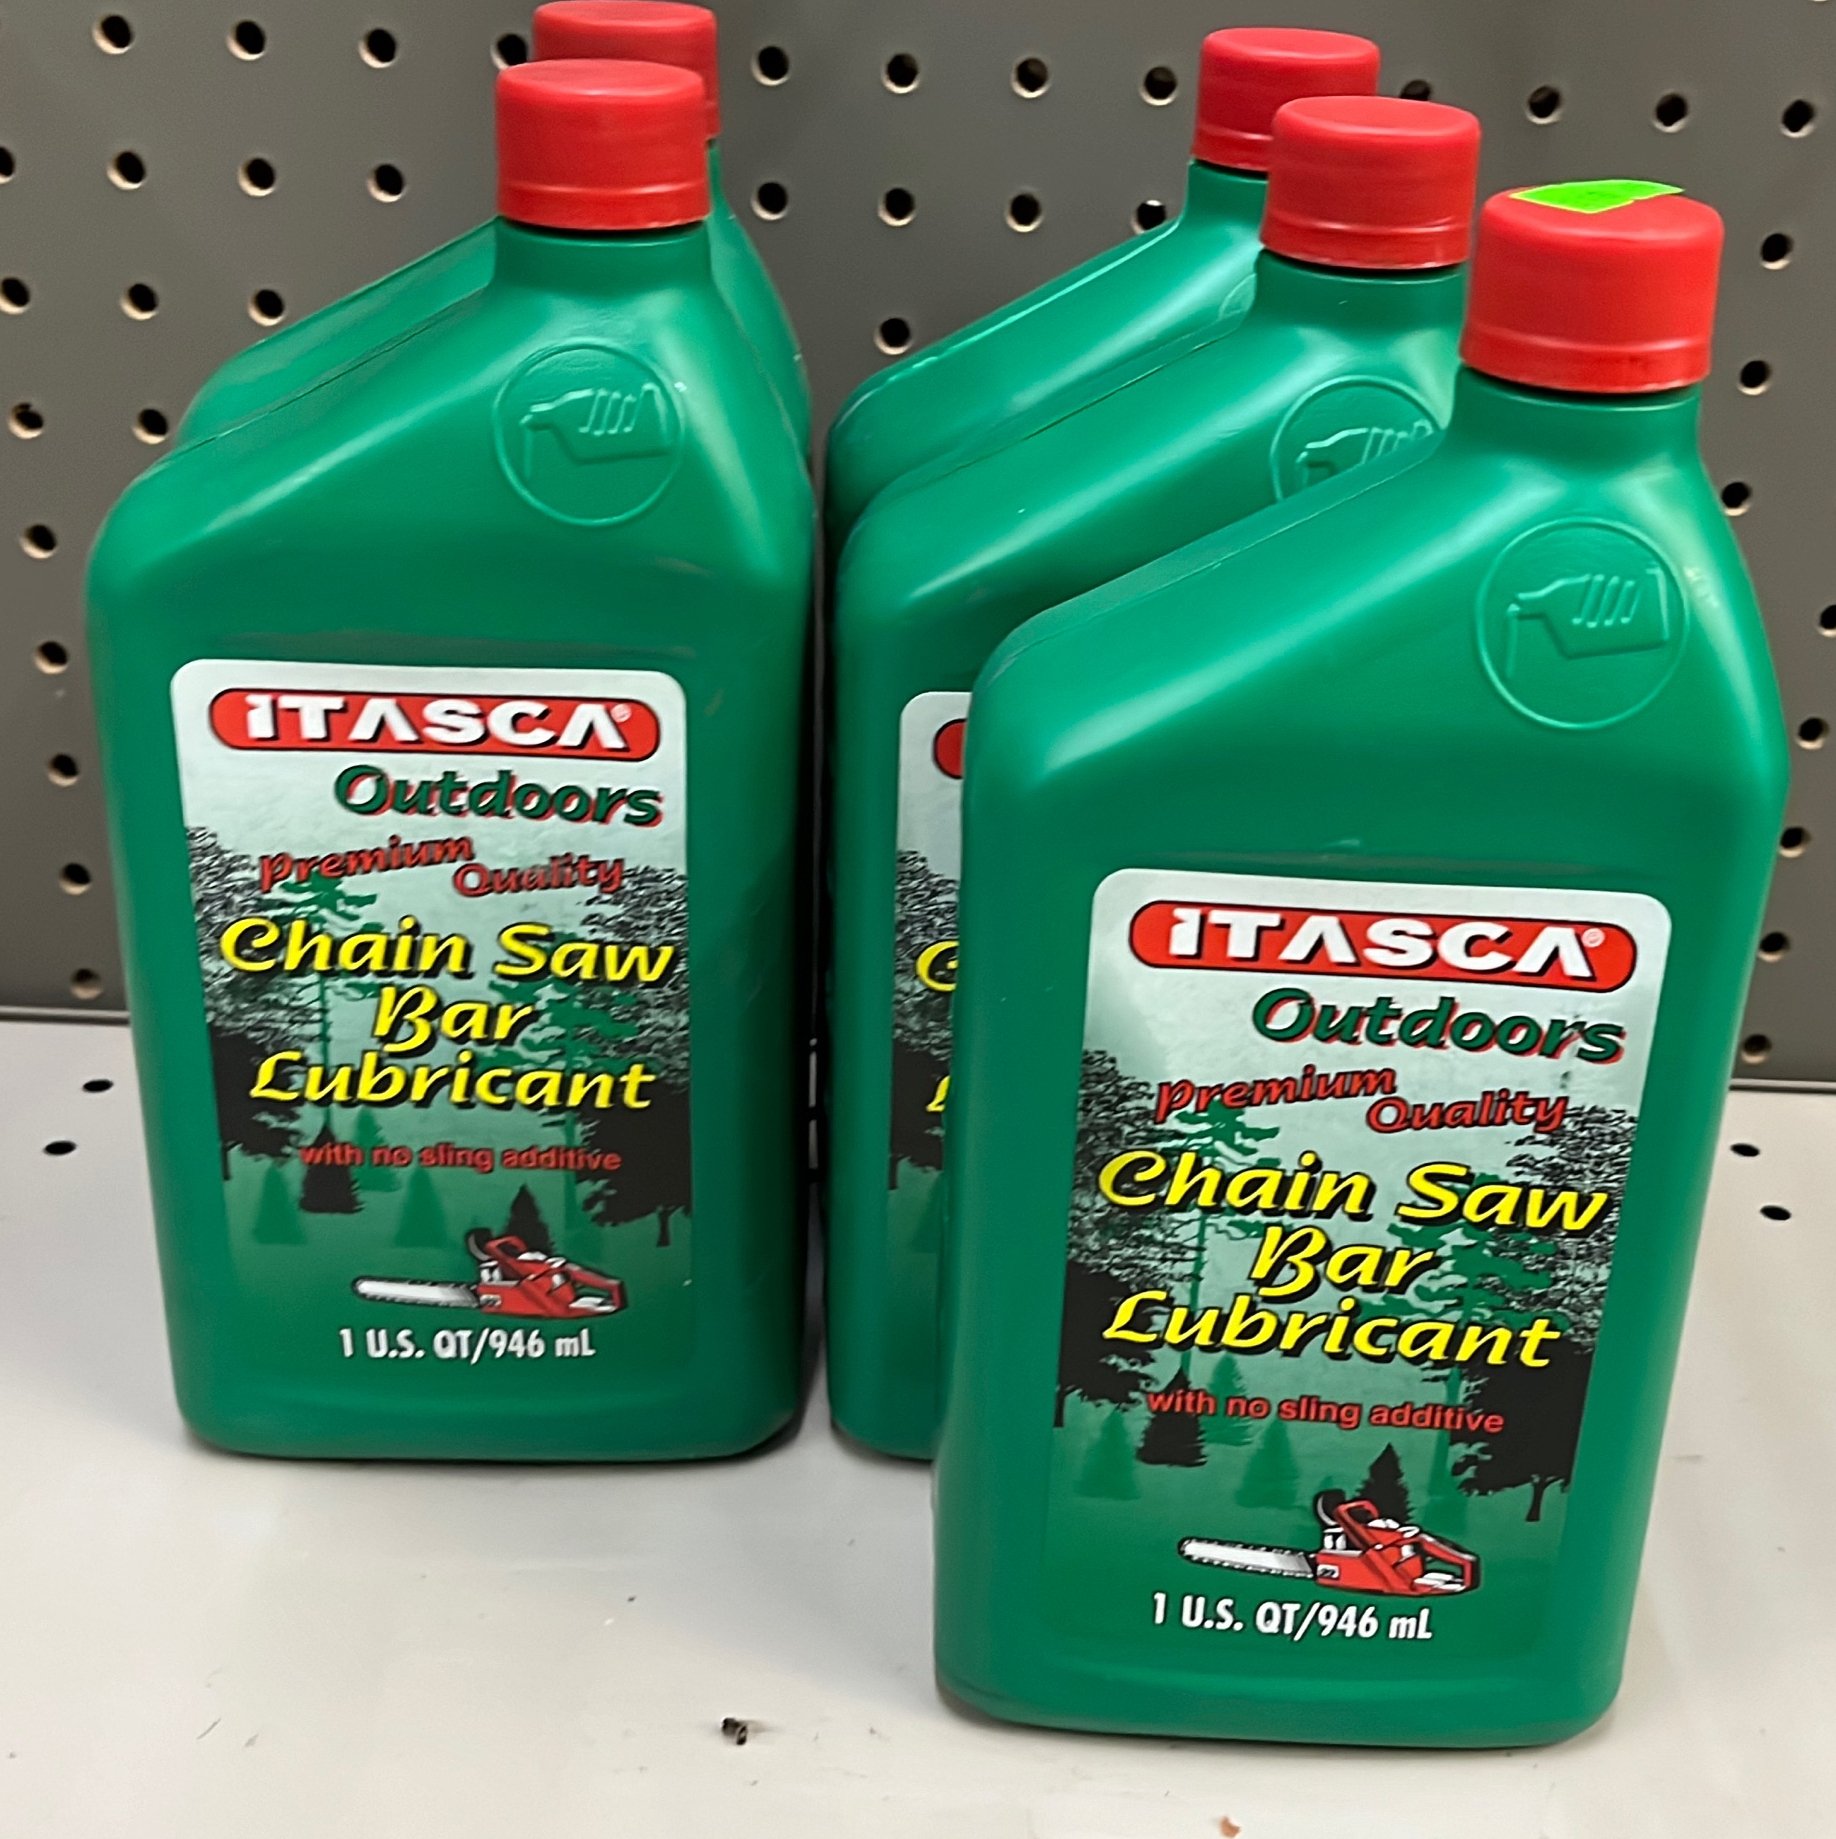 ITASCA®
Outdoors
Premium
Quality
Chain Saw
Bar
Lubricant
with no sling additive
1 U.S. QT/946 mL
ITASCA®
Outdoors
Premium
Quality
Chain Saw
Bar
Lubricant
with no sling additive
1 U.S. QT/946 mL